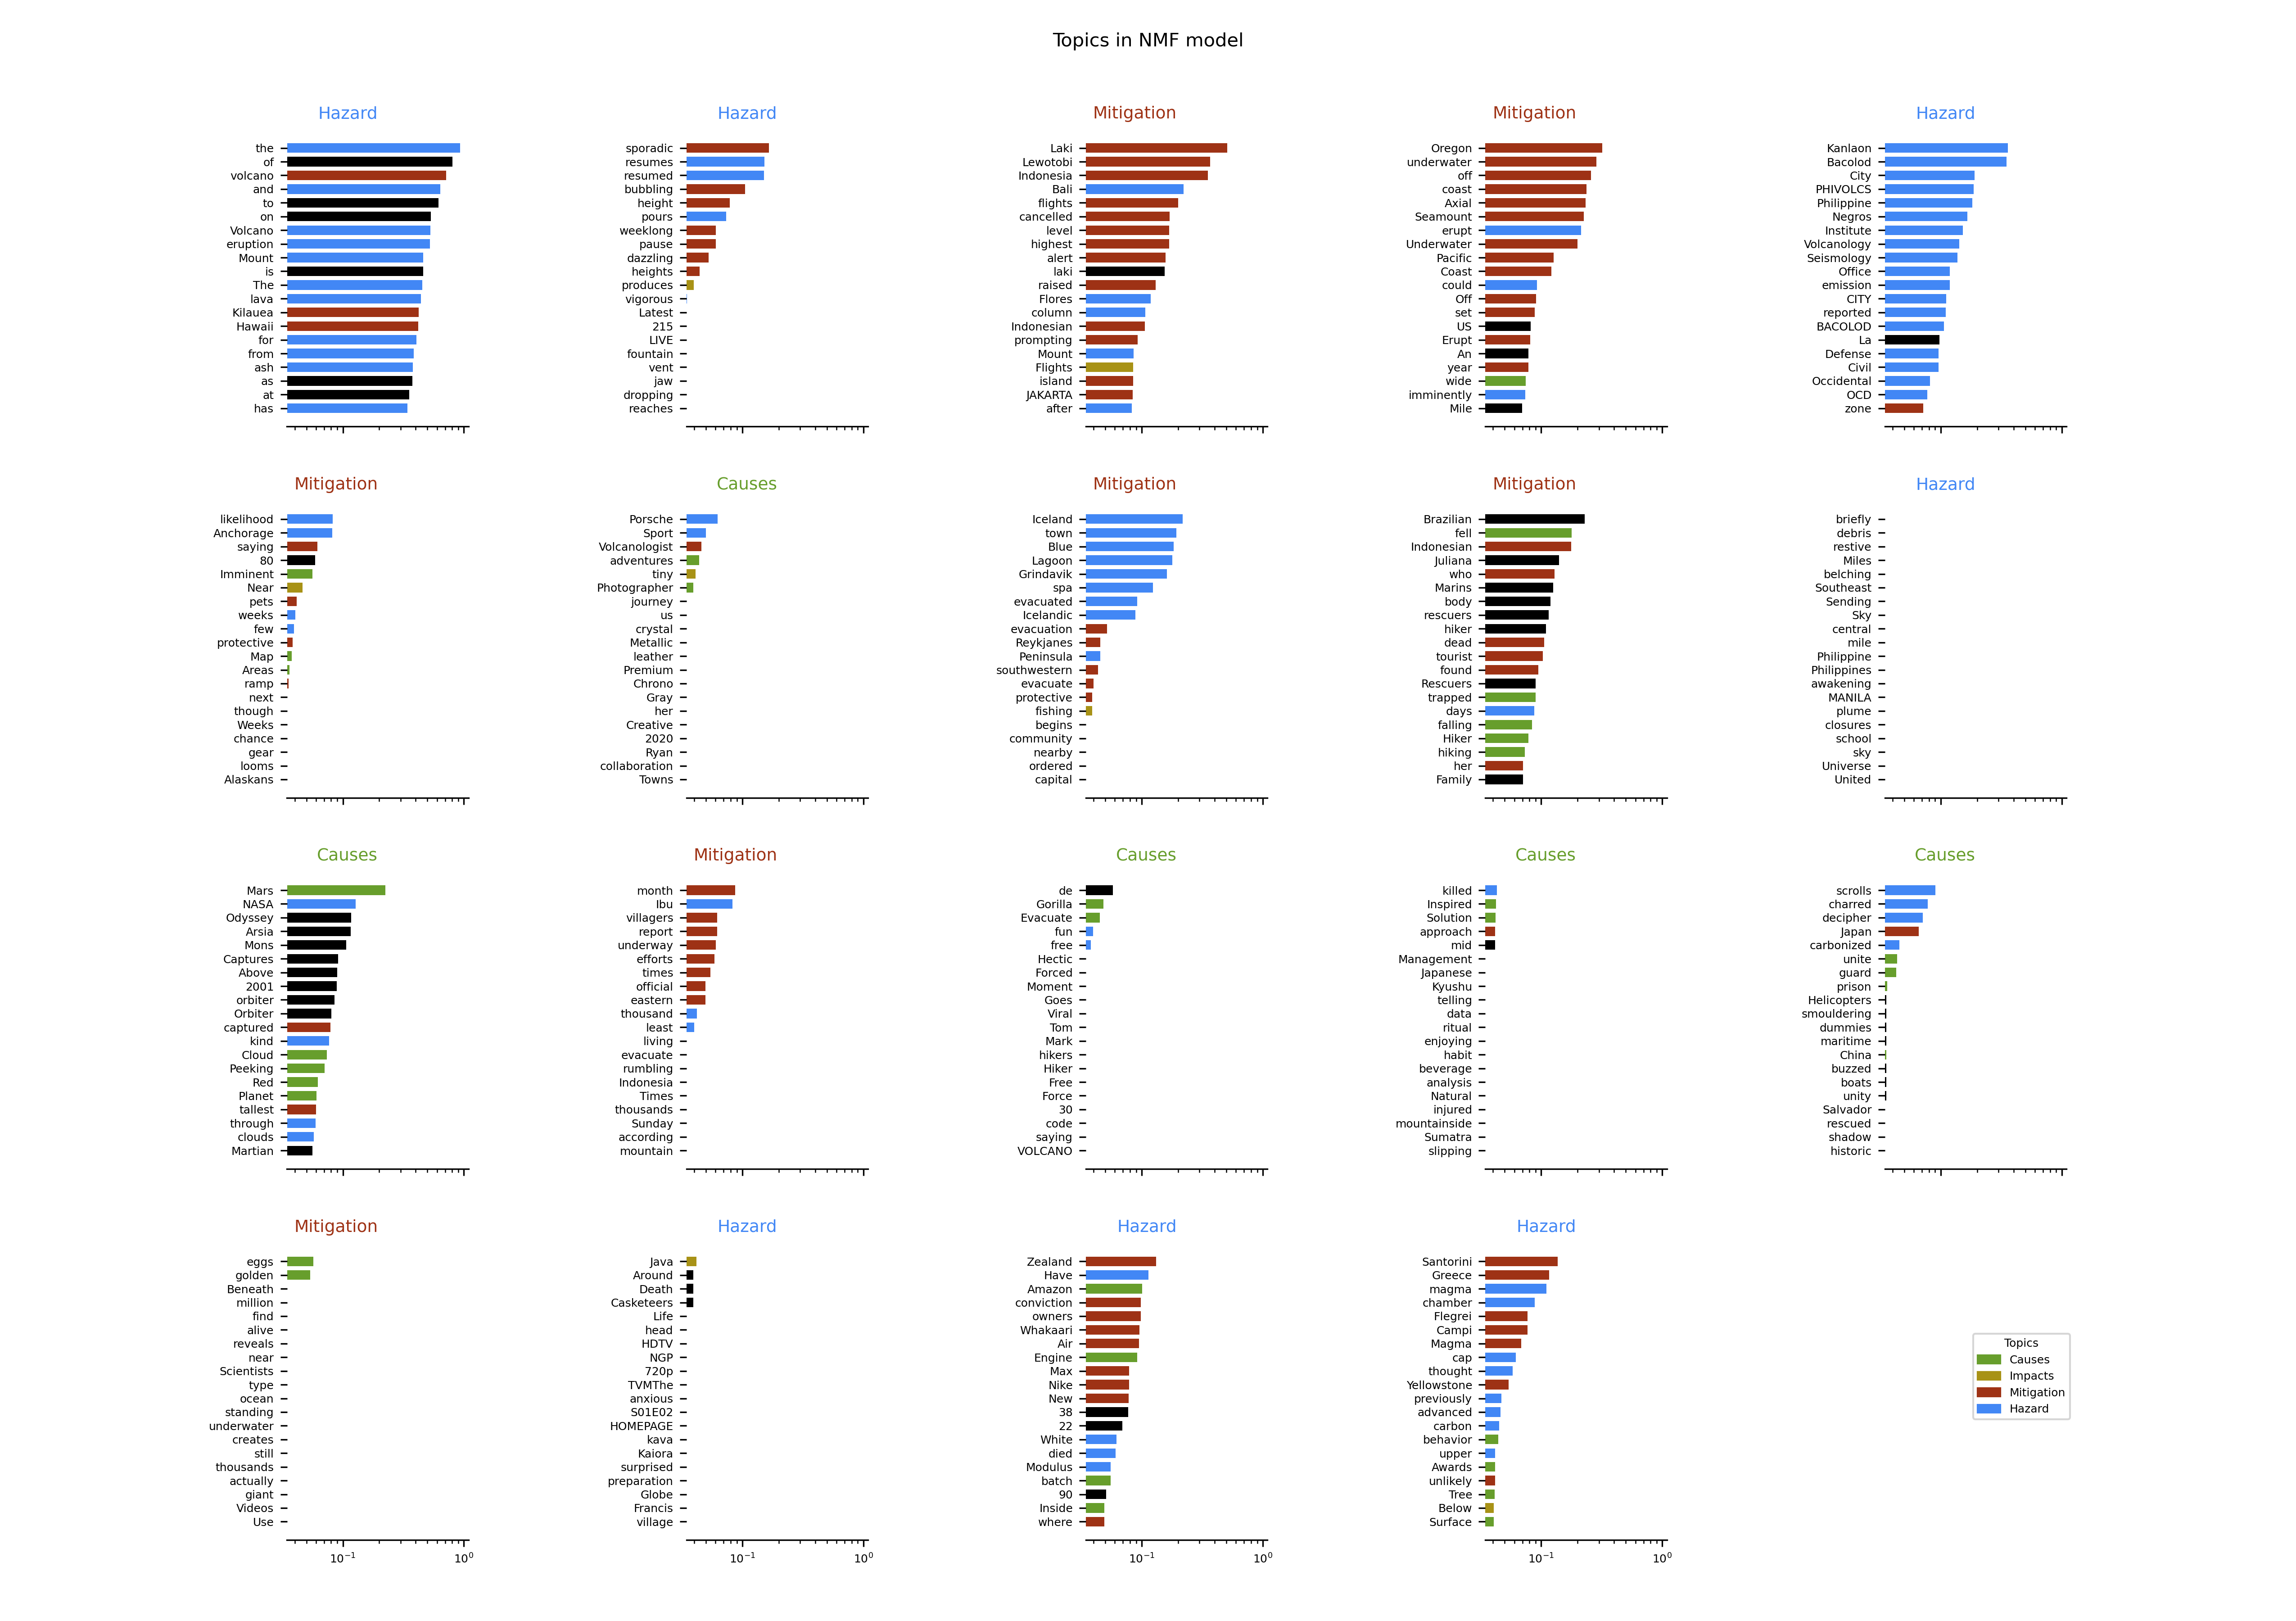 Topics in NMF model
Hazard
the
of
volcano
and
to
on
Volcano
eruption
Mount
is
The
lava
Kilauea
Hawaii
for
from
ash
as
at
has
Hazard
sporadic
resumes
resumed
bubbling
height
pours
weeklong
pause
dazzling
heights
produces
vigorous
Latest
215
LIVE
fountain
vent
jaw
dropping
reaches
Mitigation
Laki
Lewotobi
Indonesia
Bali
flights
cancelled
level
highest
alert
laki
raised
Flores
column
Indonesian
prompting
Mount
Flights
island
JAKARTA
after
Mitigation
Oregon
underwater
off
coast
Axial
Seamount
erupt
Underwater
Pacific
Coast
could
Off
set
US
Erupt
An
year
wide
imminently
Mile
Hazard
Kanlaon
Bacolod
City
PHIVOLCS
Philippine
Negros
Institute
Volcanology
Seismology
Office
emission
CITY
reported
BACOLOD
La
Defense
Civil
Occidental
OCD
zone
Mitigation
likelihood
Anchorage
saying
80
Imminent
Near
pets
weeks
few
protective
Map
Areas
ramp
next
though
Weeks
chance
gear
looms
Alaskans
Causes
Porsche
Sport
Volcanologist
adventures
tiny
Photographer
journey
us
crystal
Metallic
leather
Premium
Chrono
Gray
her
Creative
2020
Ryan
collaboration
Towns
Mitigation
Iceland
town
Blue
Lagoon
Grindavik
spa
evacuated
Icelandic
evacuation
Reykjanes
Peninsula
southwestern
evacuate
protective
fishing
begins
community
nearby
ordered
capital
Mitigation
Brazilian
fell
Indonesian
Juliana
who
Marins
body
rescuers
hiker
dead
tourist
found
Rescuers
trapped
days
falling
Hiker
hiking
her
Family
Hazard
briefly
debris
restive
Miles
belching
Southeast
Sending
Sky
central
mile
Philippine
Philippines
awakening
MANILA
plume
closures
school
sky
Universe
United
Causes
Mars
NASA
Odyssey
Arsia
Mons
Captures
Above
2001
orbiter
Orbiter
captured
kind
Cloud
Peeking
Red
Planet
tallest
through
clouds
Martian
Mitigation
month
Ibu
villagers
report
underway
efforts
times
official
eastern
thousand
least
living
evacuate
rumbling
Indonesia
Times
thousands
Sunday
according
mountain
Causes
de
Gorilla
Evacuate
fun
free
Hectic
Forced
Moment
Goes
Viral
Tom
Mark
hikers
Hiker
Free
Force
30
code
saying
VOLCANO
Causes
killed
Inspired
Solution
approach
mid
Management
Japanese
Kyushu
telling
data
ritual
enjoying
habit
beverage
analysis
Natural
injured
mountainside
Sumatra
slipping
Causes
scrolls
charred
decipher
Japan
carbonized
unite
guard
prison
Helicopters
smouldering
dummies
maritime
China
buzzed
boats
unity
Salvador
rescued
shadow
historic
Mitigation
eggs
golden
Beneath
million
find
alive
reveals
near
Scientists
type
ocean
standing
underwater
creates
still
thousands
actually
giant
Videos
Use
10⁻¹ 10⁰
Hazard
Java
Around
Death
Casketeers
Life
head
HDTV
NGP
720p
TVMThe
anxious
S01E02
HOMEPAGE
kava
Kaiora
surprised
preparation
Globe
Francis
village
10⁻¹ 10⁰
Hazard
Zealand
Have
Amazon
conviction
owners
Whakaari
Air
Engine
Max
Nike
New
38
22
White
died
Modulus
batch
90
Inside
where
10⁻¹ 10⁰
Hazard
Santorini
Greece
magma
chamber
Flegrei
Campi
Magma
cap
thought
Yellowstone
previously
advanced
carbon
behavior
upper
Awards
unlikely
Tree
Below
Surface
10⁻¹ 10⁰
Topics
Causes
Impacts
Mitigation
Hazard